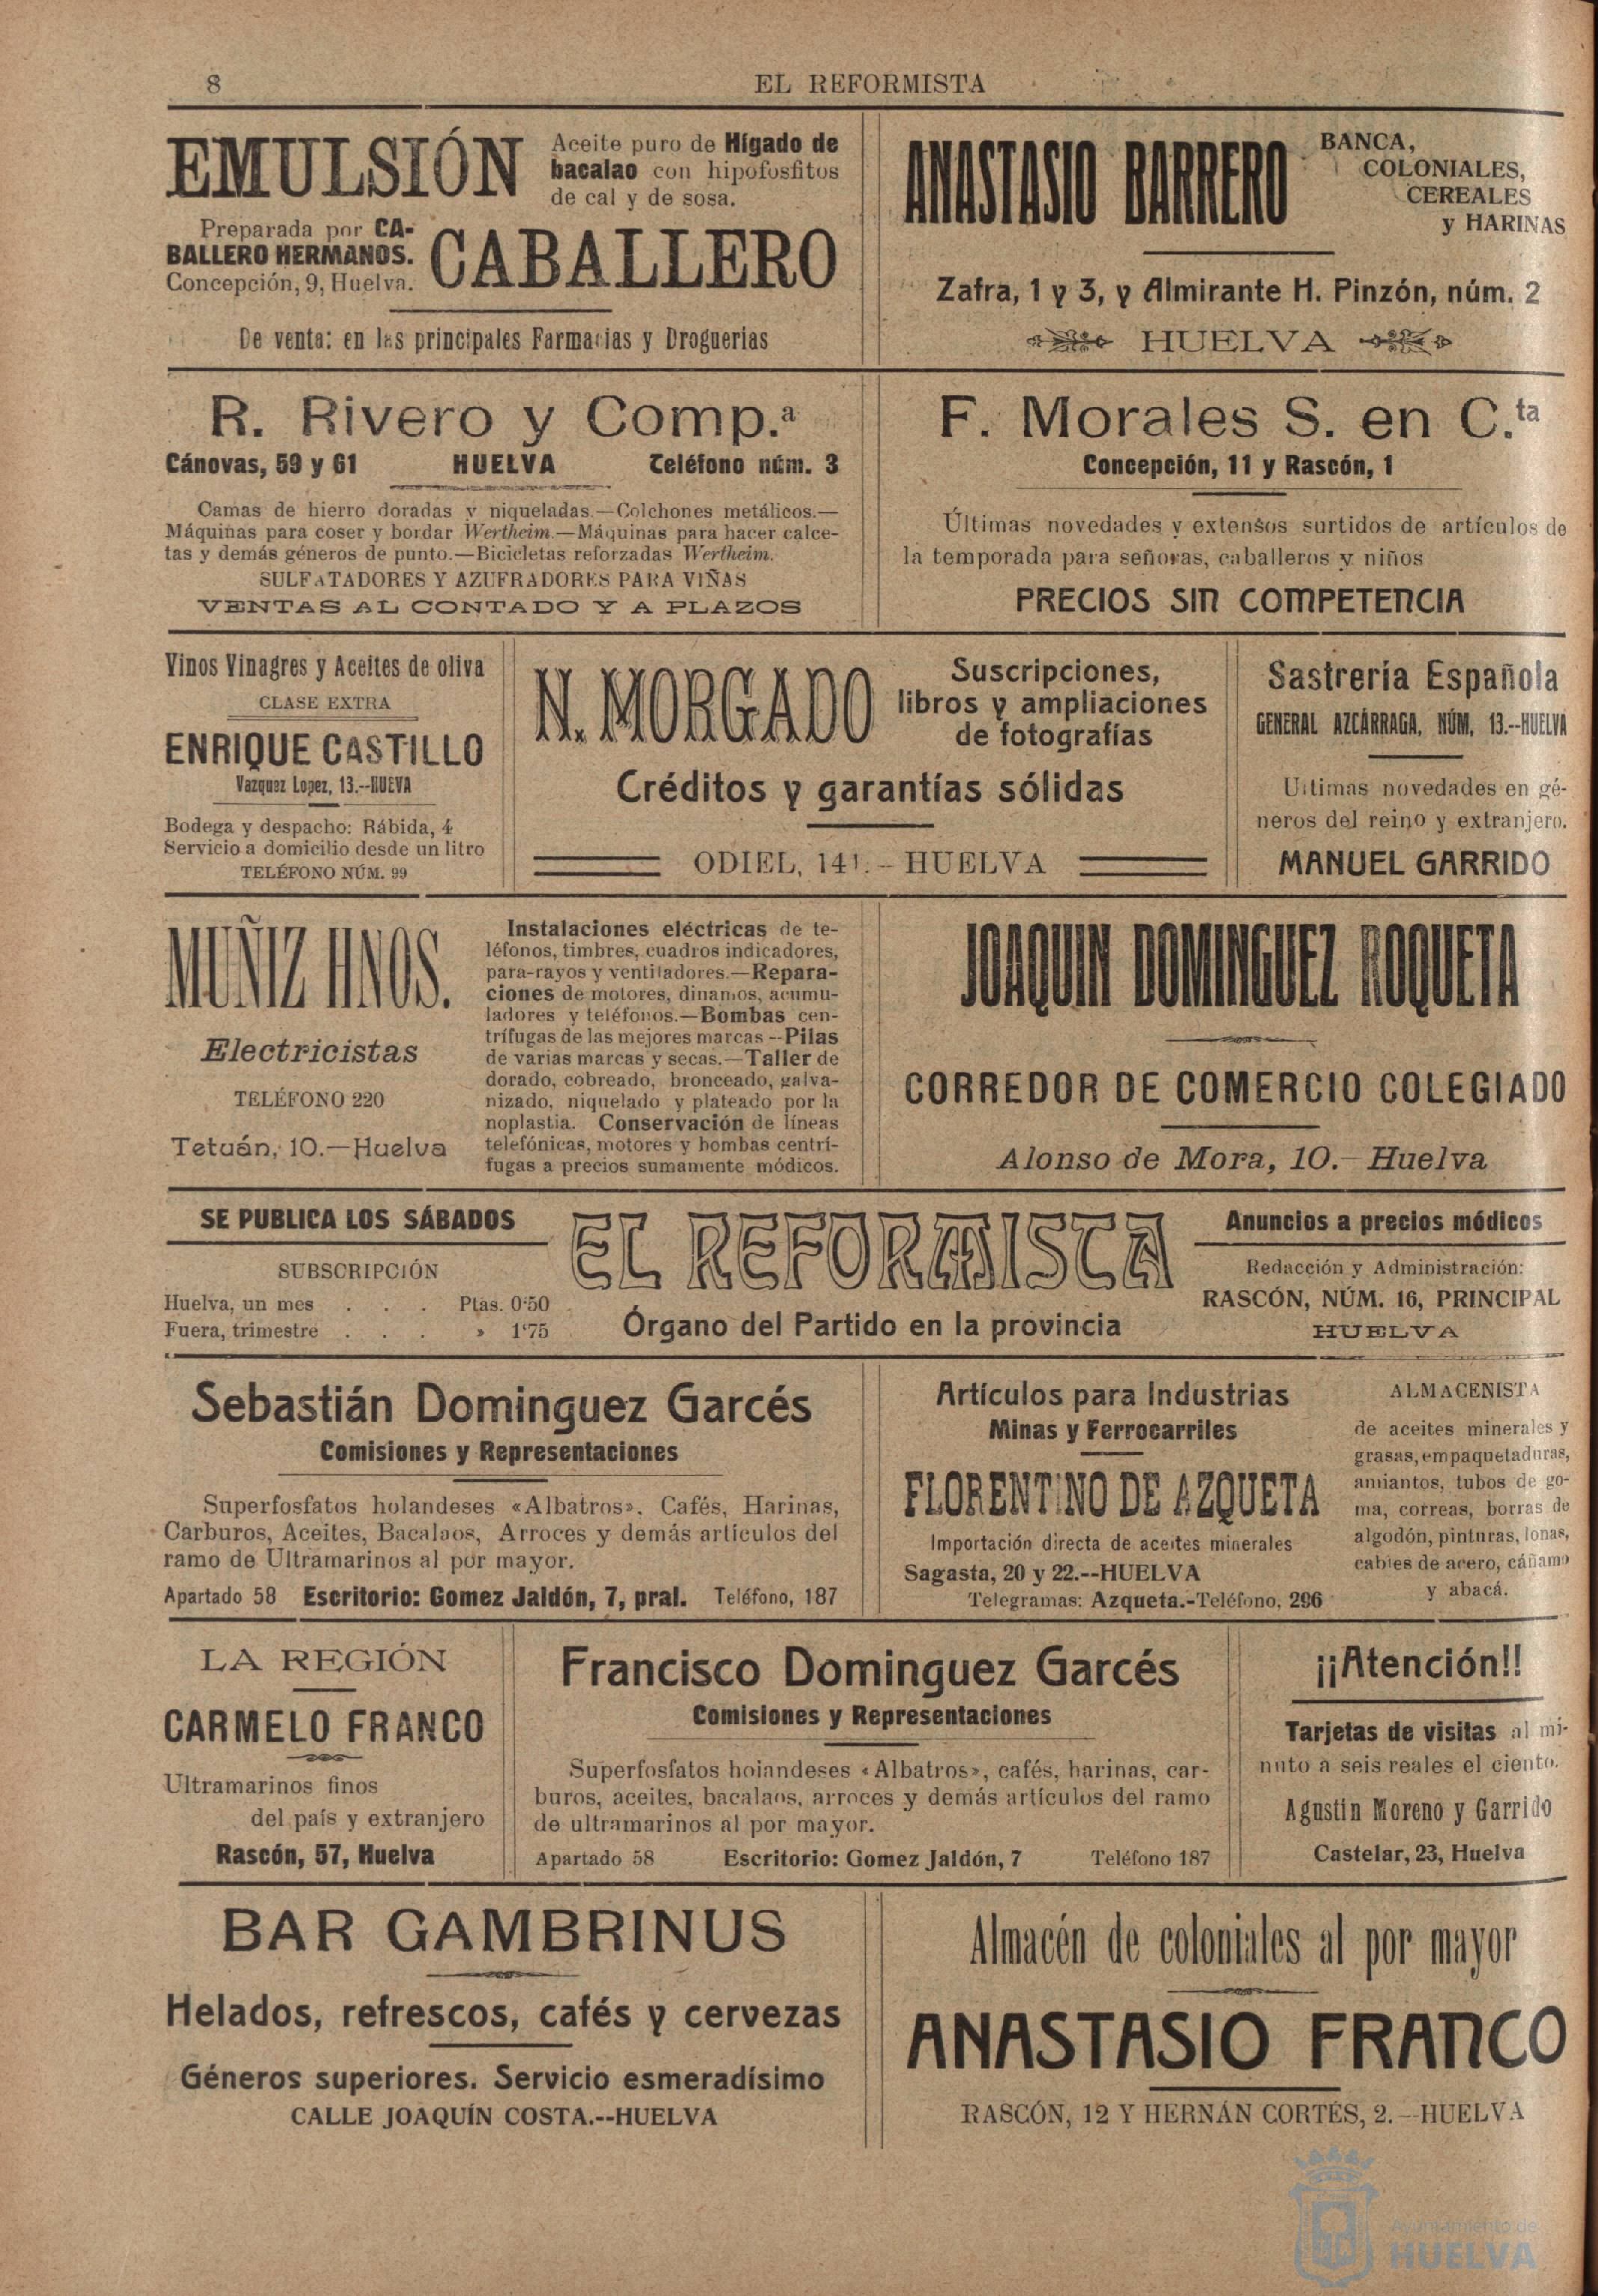 8
EL REFORMISTA
EMULSIÓN
Aceite puro de Hígado de
bacalao con hipofosfitos
de cal y de sosa.
Preparada por CA-
BALLERO HERMANOS.
Concepción, 9, Huelva.
CABALLERO
De venta: en las principales Farmacias y Droguerias
ANASTASIO BARRERO
BANCA,
COLONIALES,
CEREALES
y HARINAS
Zafra, 1 y 3, y Almirante H. Pinzón, núm. 2
HUELVA
R. Rivero y Comp.ª
Cánovas, 59 y 61 HUELVA Teléfono núm. 3
Camas de hierro doradas y niqueladas.—Colchones metálicos.—
Máquinas para coser y bordar Wertheim.—Máquinas para hacer calce-
tas y demás géneros de punto.—Bicicletas reforzadas Wertheim.
SULFATADORES Y AZUFRADORES PARA VIÑAS
VENTAS AL CONTADO Y A PLAZOS
F. Morales S. en C.ta
Concepción, 11 y Rascón, 1
Últimas novedades y extensos surtidos de artículos de
la temporada para señoras, caballeros y niños
PRECIOS SIN COMPETENCIA
Vinos Vinagres y Aceites de oliva
CLASE EXTRA
ENRIQUE CASTILLO
Vazquez Lopez, 13.--HUEVA
Bodega y despacho: Rábida, 4
Servicio a domicilio desde un litro
TELÉFONO NÚM. 99
N. MORGADO
Suscripciones,
libros y ampliaciones
de fotografías
Créditos y garantías sólidas
ODIEL, 141.- HUELVA
Sastrería Española
GENERAL AZCÁRRAGA, NÚM, 13.--HUELVA
Ultimas novedades en gé-
neros del reino y extranjero.
MANUEL GARRIDO
MUÑIZ HNOS.
Electricistas
TELÉFONO 220
Tetuán, 10.—Huelva
Instalaciones eléctricas de te-
léfonos, timbres, cuadros indicadores,
para-rayos y ventiladores.—Repara-
ciones de motores, dinamos, acumu-
ladores y teléfonos.—Bombas cen-
trífugas de las mejores marcas --Pilas
de varias marcas y secas.—Taller de
dorado, cobreado, bronceado, galva-
nizado, niquelado y plateado por la
noplastia. Conservación de líneas
telefónicas, motores y bombas centrí-
fugas a precios sumamente módicos.
JOAQUIN DOMINGUEZ ROQUETA
CORREDOR DE COMERCIO COLEGIADO
Alonso de Mora, 10.- Huelva
SE PUBLICA LOS SÁBADOS
SUBSCRIPCIÓN
Huelva, un mes . . . Ptas. 0'50
Fuera, trimestre . . . » 1'75
EL REFORMISTA
Órgano del Partido en la provincia
Anuncios a precios módicos
Redacción y Administración:
RASCÓN, NÚM. 16, PRINCIPAL
HUELVA
Sebastián Dominguez Garcés
Comisiones y Representaciones
Superfosfatos holandeses «Albatros». Cafés, Harinas,
Carburos, Aceites, Bacalaos, Arroces y demás artículos del
ramo de Ultramarinos al por mayor.
Apartado 58 Escritorio: Gomez Jaldón, 7, pral. Teléfono, 187
Artículos para Industrias
Minas y Ferrocarriles
FLORENTINO DE AZQUETA
Importación directa de aceites minerales
Sagasta, 20 y 22.--HUELVA
Telegramas: Azqueta.-Teléfono, 296
ALMACENISTA
de aceites minerales y
grasas, empaquetaduras,
amiantos, tubos de go-
ma, correas, borras de
algodón, pinturas, lonas,
cables de acero, cáñamo
y abacá.
LA REGIÓN
CARMELO FRANCO
Ultramarinos finos
del país y extranjero
Rascón, 57, Huelva
Francisco Dominguez Garcés
Comisiones y Representaciones
Superfosfatos holandeses «Albatros», cafés, harinas, car-
buros, aceites, bacalaos, arroces y demás artículos del ramo
de ultramarinos al por mayor.
Apartado 58 Escritorio: Gomez Jaldón, 7 Teléfono 187
¡¡Atención!!
Tarjetas de visitas al mi-
nuto a seis reales el ciento.
Agustin Moreno y Garrido
Castelar, 23, Huelva
BAR GAMBRINUS
Helados, refrescos, cafés y cervezas
Géneros superiores. Servicio esmeradísimo
CALLE JOAQUÍN COSTA.--HUELVA
Almacén de coloniales al por mayor
ANASTASIO FRANCO
RASCÓN, 12 Y HERNÁN CORTÉS, 2.—HUELVA
Ayuntamiento de
HUELVA